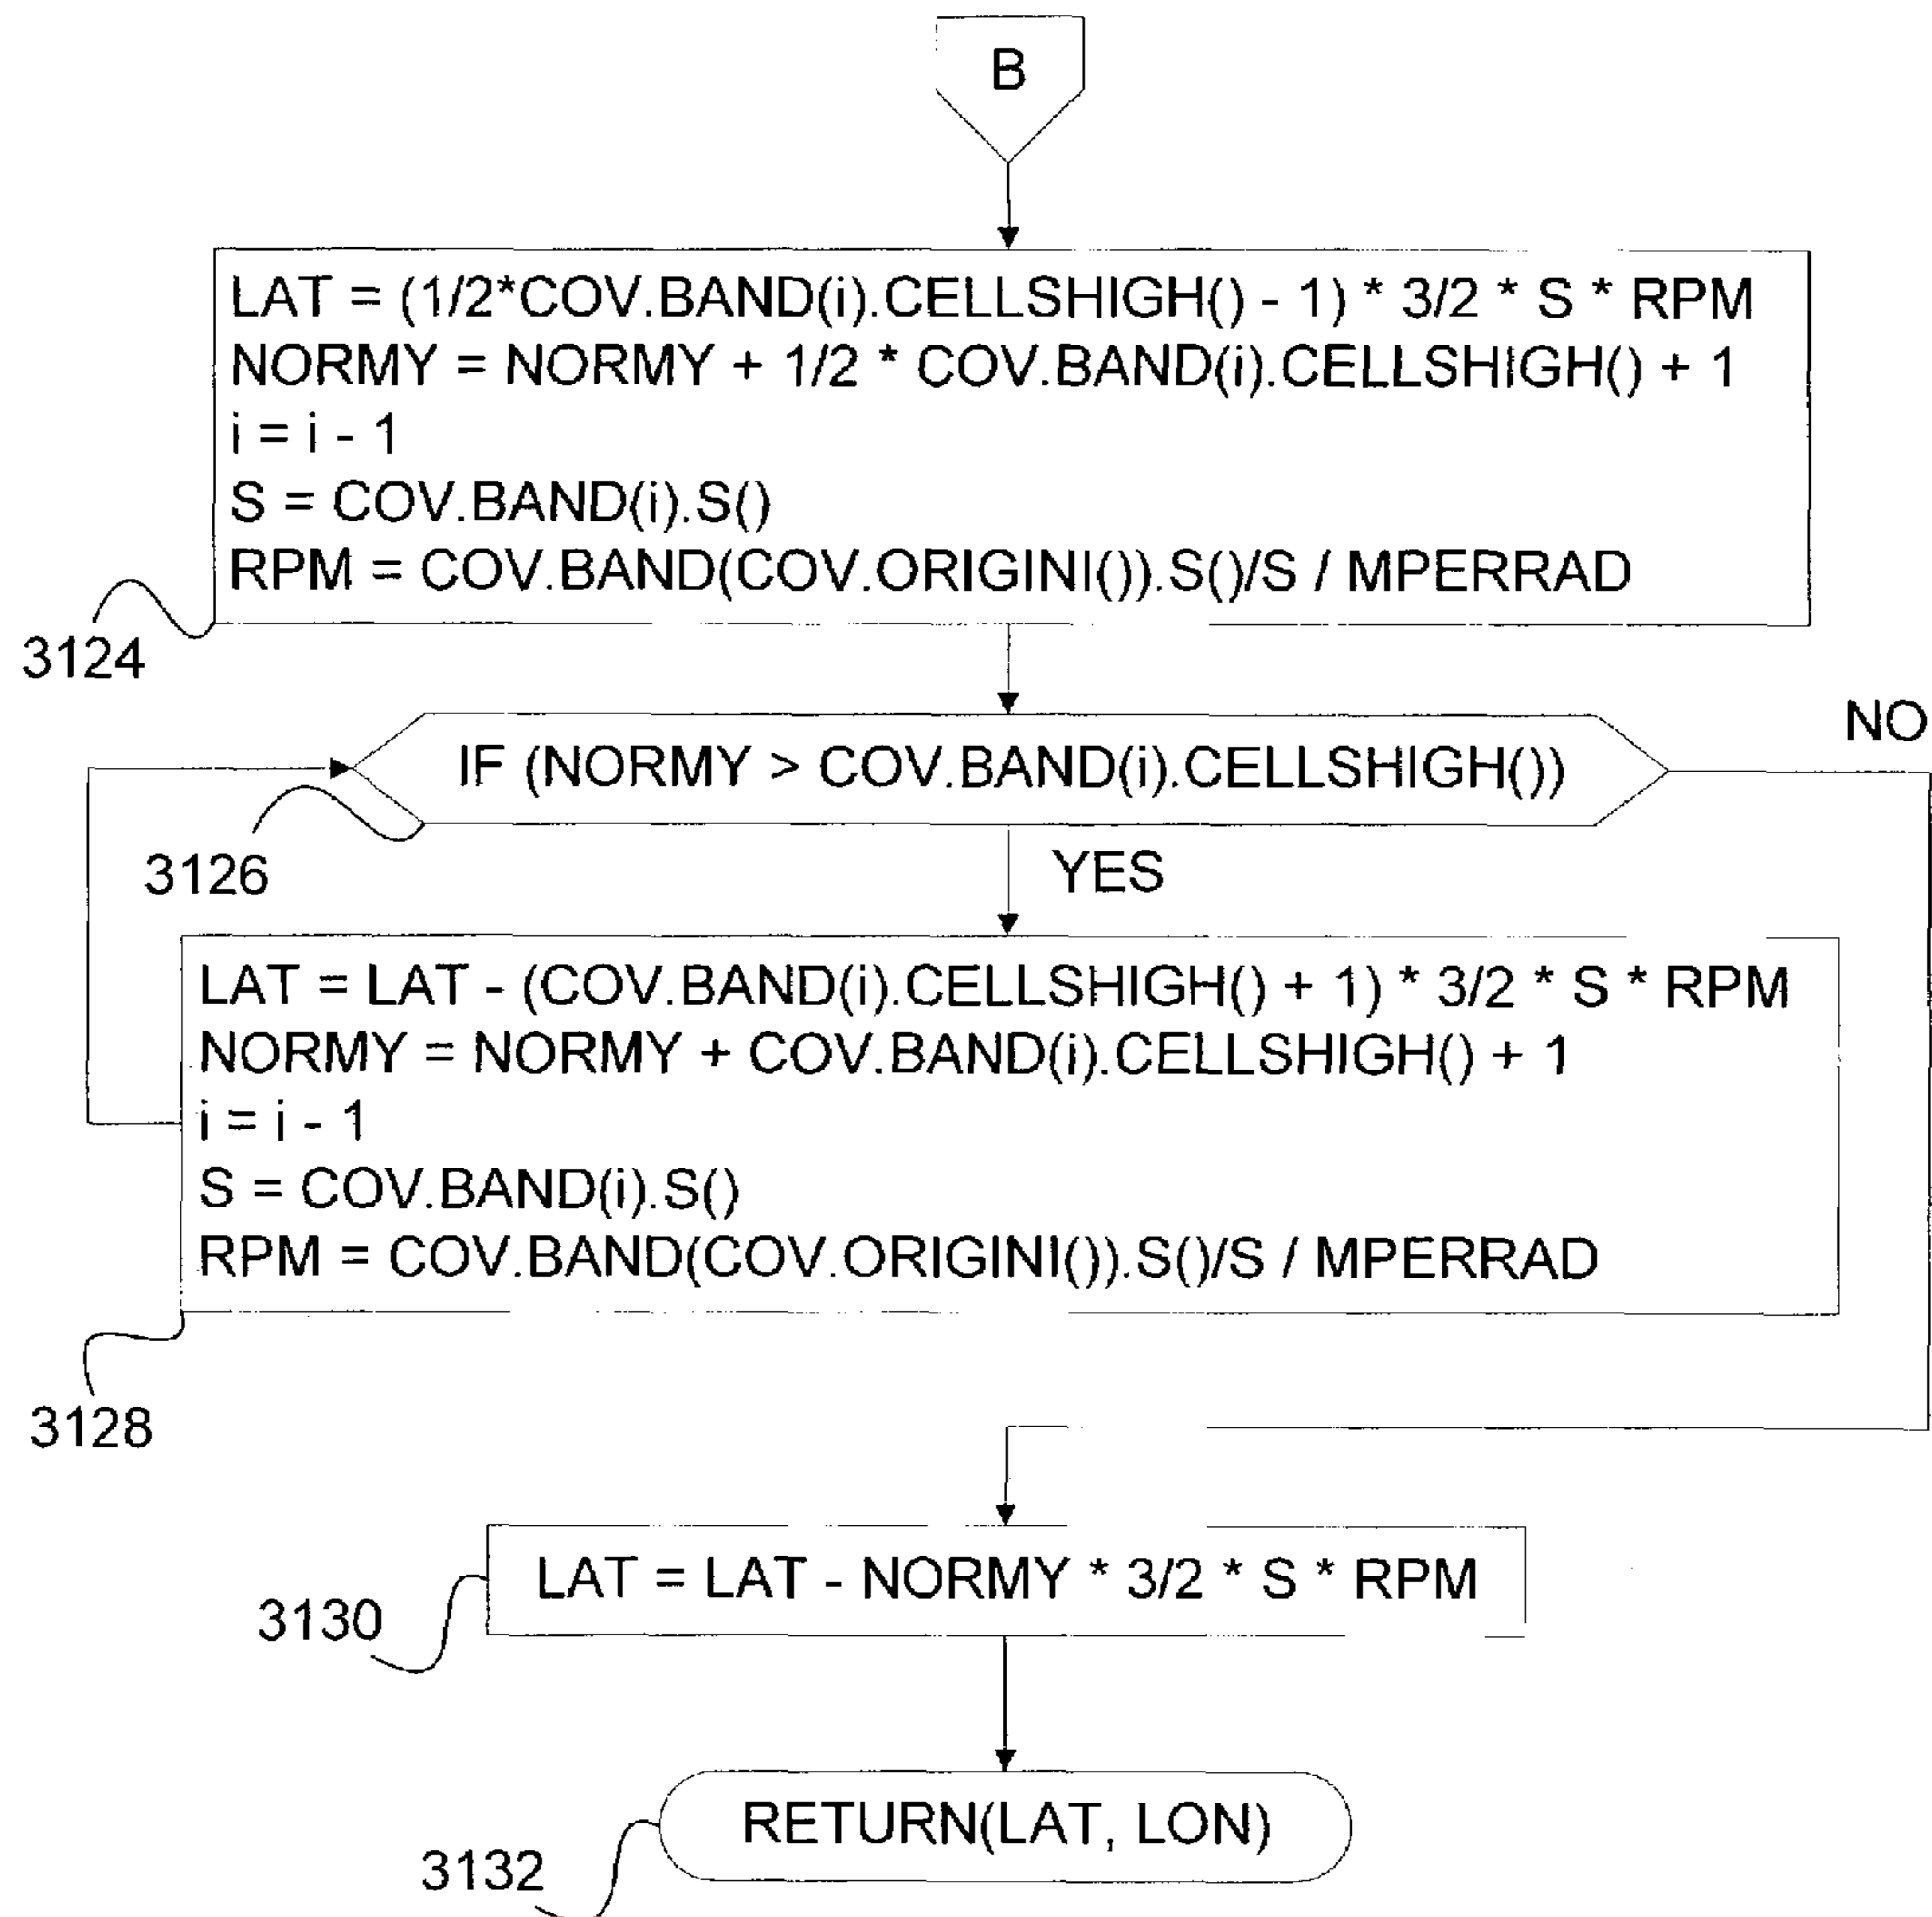 B
LAT = (1/2*COV.BAND(i).CELLSHIGH() - 1) * 3/2 * S * RPM
NORMY = NORMY + 1/2 * COV.BAND(i).CELLSHIGH() + 1
i = i - 1
S = COV.BAND(i).S()
RPM = COV.BAND(COV.ORIGINI()).S()/S / MPERRAD
3124
NO
IF (NORMY > COV.BAND(i).CELLSHIGH())
3126
YES
LAT = LAT - (COV.BAND(i).CELLSHIGH() + 1) * 3/2 * S * RPM
NORMY = NORMY + COV.BAND(i).CELLSHIGH() + 1
i = i - 1
S = COV.BAND(i).S()
RPM = COV.BAND(COV.ORIGINI()).S()/S / MPERRAD
3128
LAT = LAT - NORMY * 3/2 * S * RPM
3130
RETURN(LAT, LON)
3132